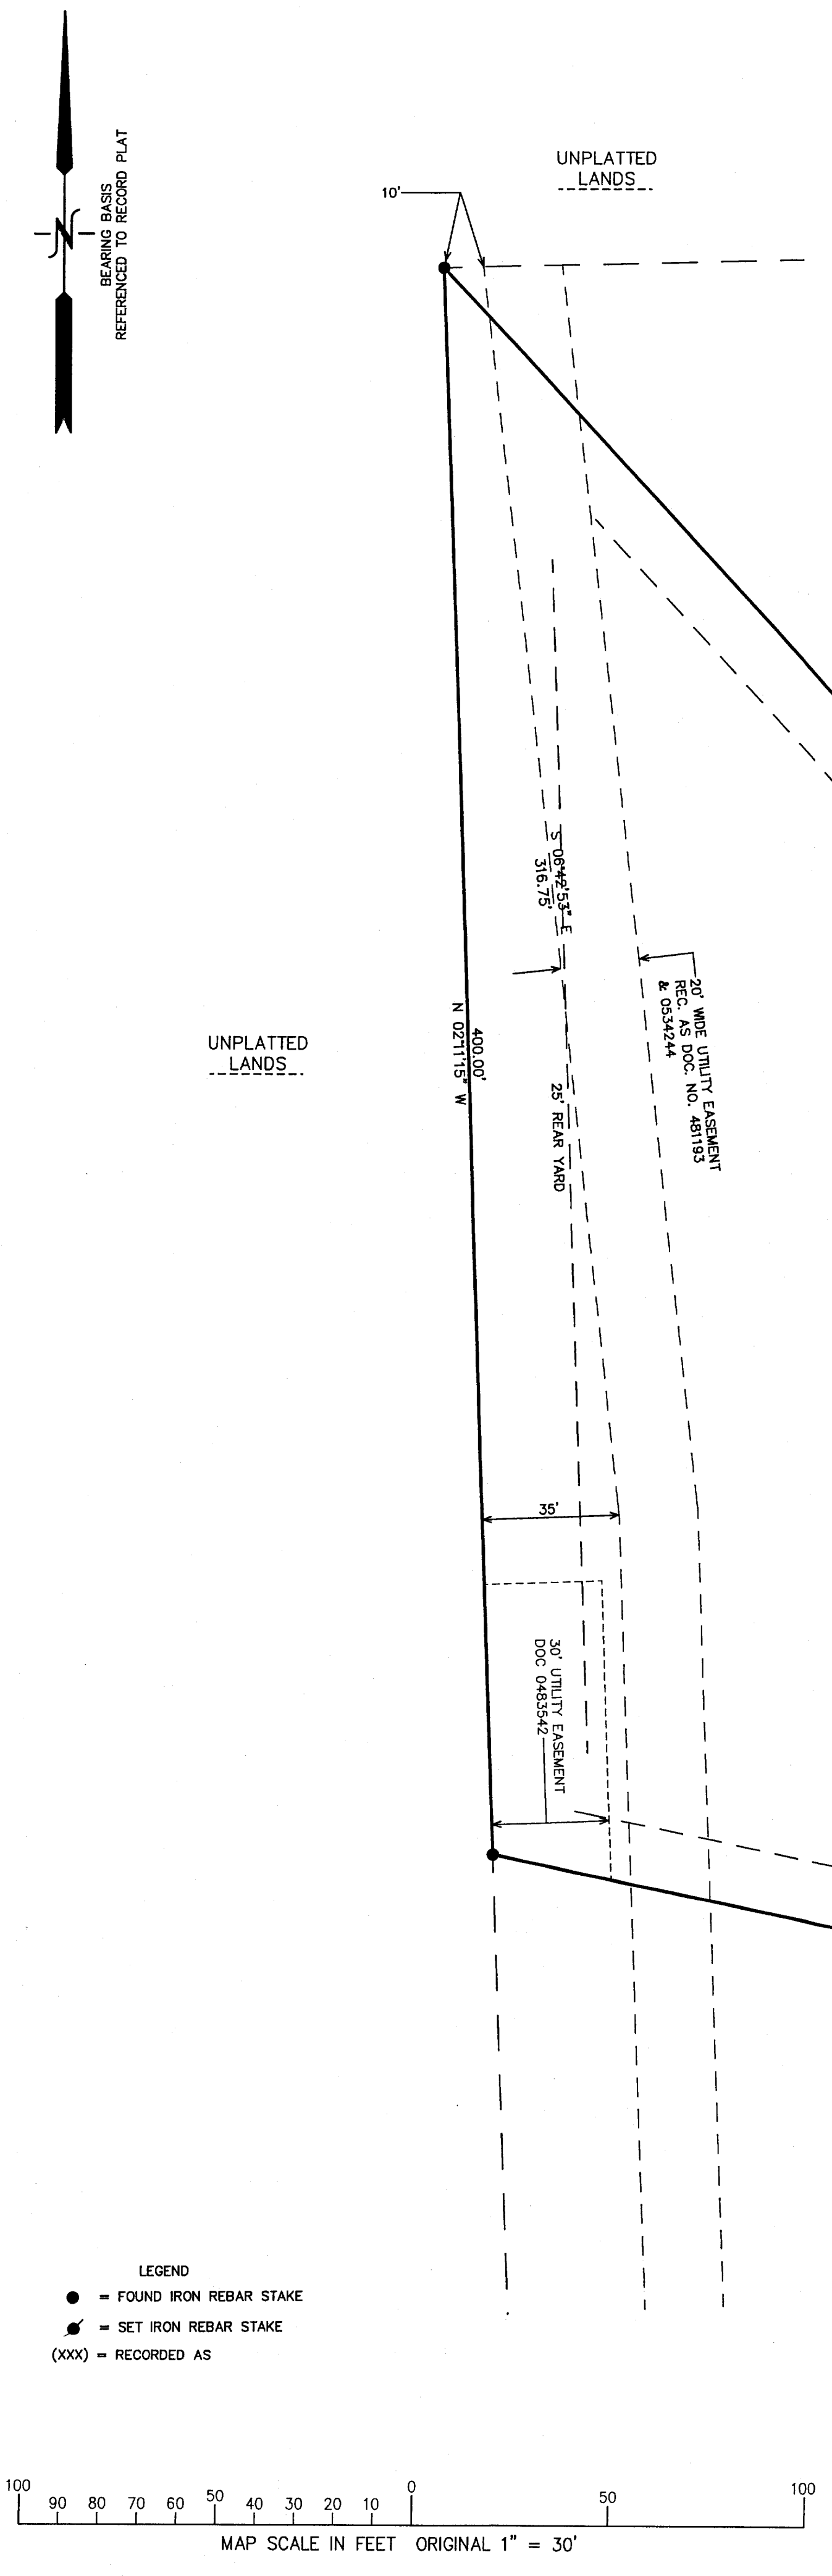 N
BEARING BASIS
REFERENCED TO RECORD PLAT
UNPLATTED
LANDS
10'
S 06°42'53" E
316.75'
20' WIDE UTILITY EASEMENT
REC. AS DOC. NO. 481193
& 0534244
400.00'
N 02°11'15" W
UNPLATTED
LANDS
25' REAR YARD
35'
30' UTILITY EASEMENT
DOC 0483542
LEGEND
= FOUND IRON REBAR STAKE
= SET IRON REBAR STAKE
(XXX) = RECORDED AS
100 90 80 70 60 50 40 30 20 10 0 50 100
MAP SCALE IN FEET ORIGINAL 1" = 30'